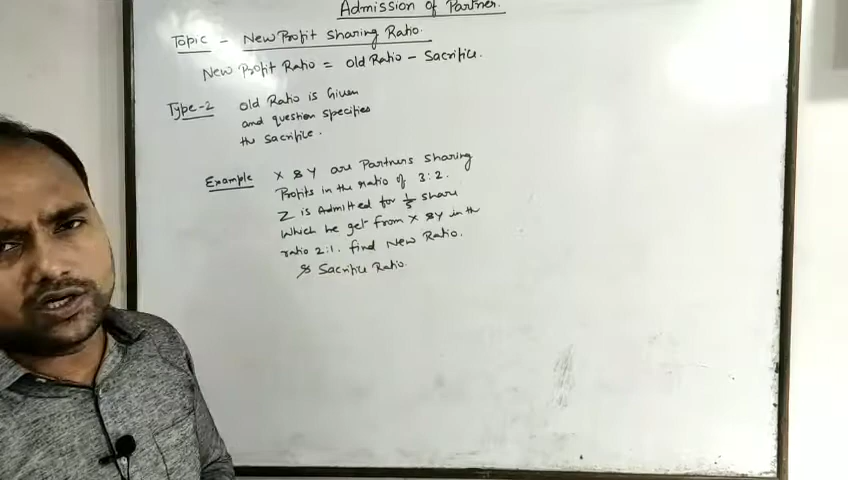 Admission of Partner.
Topic - New Profit Sharing Ratio.
New Profit Ratio = Old Ratio - Sacrifice.
Type-2 Old Ratio is Given
and question specifies
the sacrifice.
Example X & Y are Partners Sharing
Profits in the ratio of 3:2.
Z is Admitted for 1/5 share
which he get from X & Y in the
ratio 2:1. find New Ratio.
& Sacrifice Ratio.